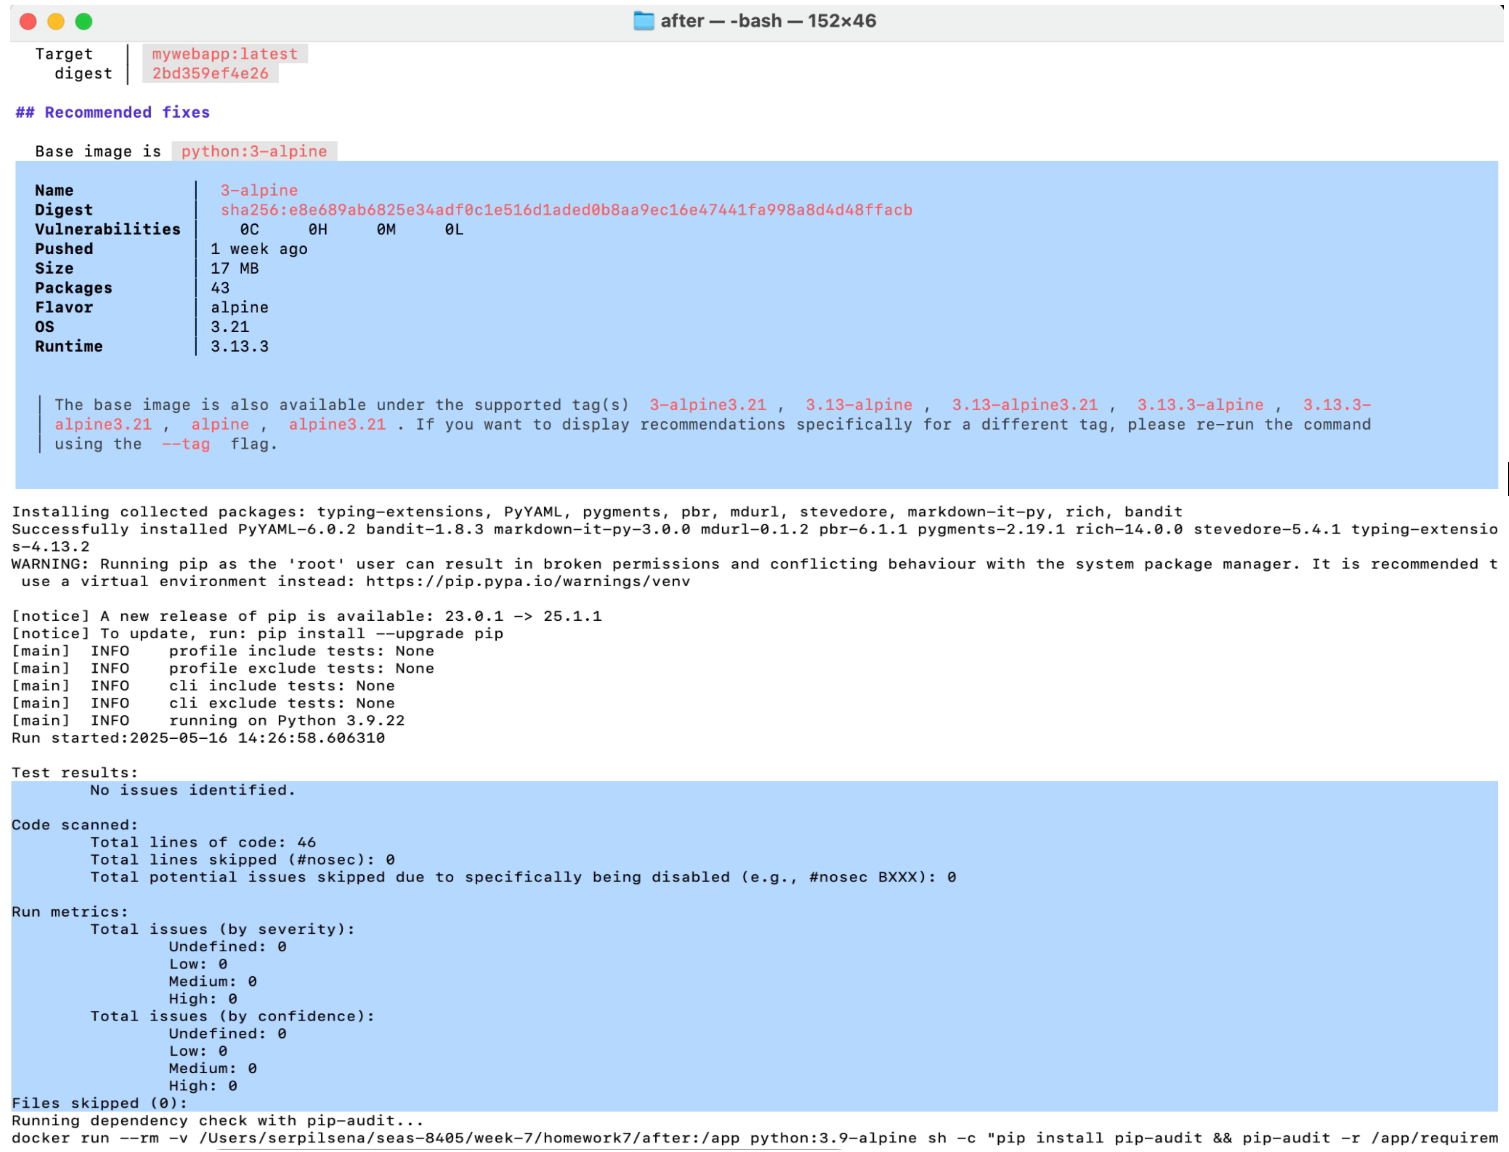 after — -bash — 152×46
Target │ mywebapp:latest
digest │ 2bd359ef4e26
## Recommended fixes
Base image is python:3-alpine
Name │ 3-alpine
Digest │ sha256:e8e689ab6825e34adf0c1e516d1aded0b8aa9ec16e47441fa998a8d4d48ffacb
Vulnerabilities │ 0C 0H 0M 0L
Pushed │ 1 week ago
Size │ 17 MB
Packages │ 43
Flavor │ alpine
OS │ 3.21
Runtime │ 3.13.3
│ The base image is also available under the supported tag(s) 3-alpine3.21 , 3.13-alpine , 3.13-alpine3.21 , 3.13.3-alpine , 3.13.3-
│ alpine3.21 , alpine , alpine3.21 . If you want to display recommendations specifically for a different tag, please re-run the command
│ using the --tag flag.
Installing collected packages: typing-extensions, PyYAML, pygments, pbr, mdurl, stevedore, markdown-it-py, rich, bandit
Successfully installed PyYAML-6.0.2 bandit-1.8.3 markdown-it-py-3.0.0 mdurl-0.1.2 pbr-6.1.1 pygments-2.19.1 rich-14.0.0 stevedore-5.4.1 typing-extensio
s-4.13.2
WARNING: Running pip as the 'root' user can result in broken permissions and conflicting behaviour with the system package manager. It is recommended t
use a virtual environment instead: https://pip.pypa.io/warnings/venv
[notice] A new release of pip is available: 23.0.1 -> 25.1.1
[notice] To update, run: pip install --upgrade pip
[main] INFO profile include tests: None
[main] INFO profile exclude tests: None
[main] INFO cli include tests: None
[main] INFO cli exclude tests: None
[main] INFO running on Python 3.9.22
Run started:2025-05-16 14:26:58.606310
Test results:
No issues identified.
Code scanned:
Total lines of code: 46
Total lines skipped (#nosec): 0
Total potential issues skipped due to specifically being disabled (e.g., #nosec BXXX): 0
Run metrics:
Total issues (by severity):
Undefined: 0
Low: 0
Medium: 0
High: 0
Total issues (by confidence):
Undefined: 0
Low: 0
Medium: 0
High: 0
Files skipped (0):
Running dependency check with pip-audit...
docker run --rm -v /Users/serpilsena/seas-8405/week-7/homework7/after:/app python:3.9-alpine sh -c "pip install pip-audit && pip-audit -r /app/requirem